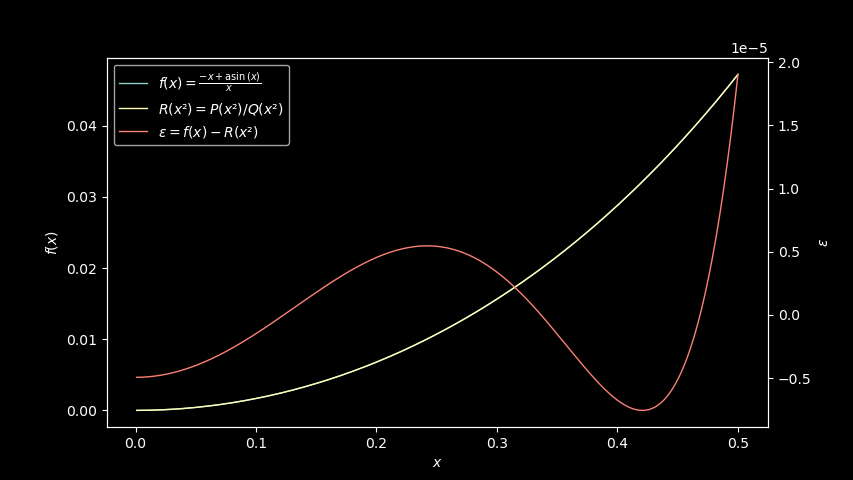 1e−5
f(x) = \frac{-x + asin (x)}{x}
R(x²) = P(x²)/Q(x²)
ε = f(x) − R(x²)
2.0
1.5
1.0
0.5
0.0
−0.5
ε
0.04
0.03
0.02
0.01
0.00
f(x)
0.0 0.1 0.2 0.3 0.4 0.5
x